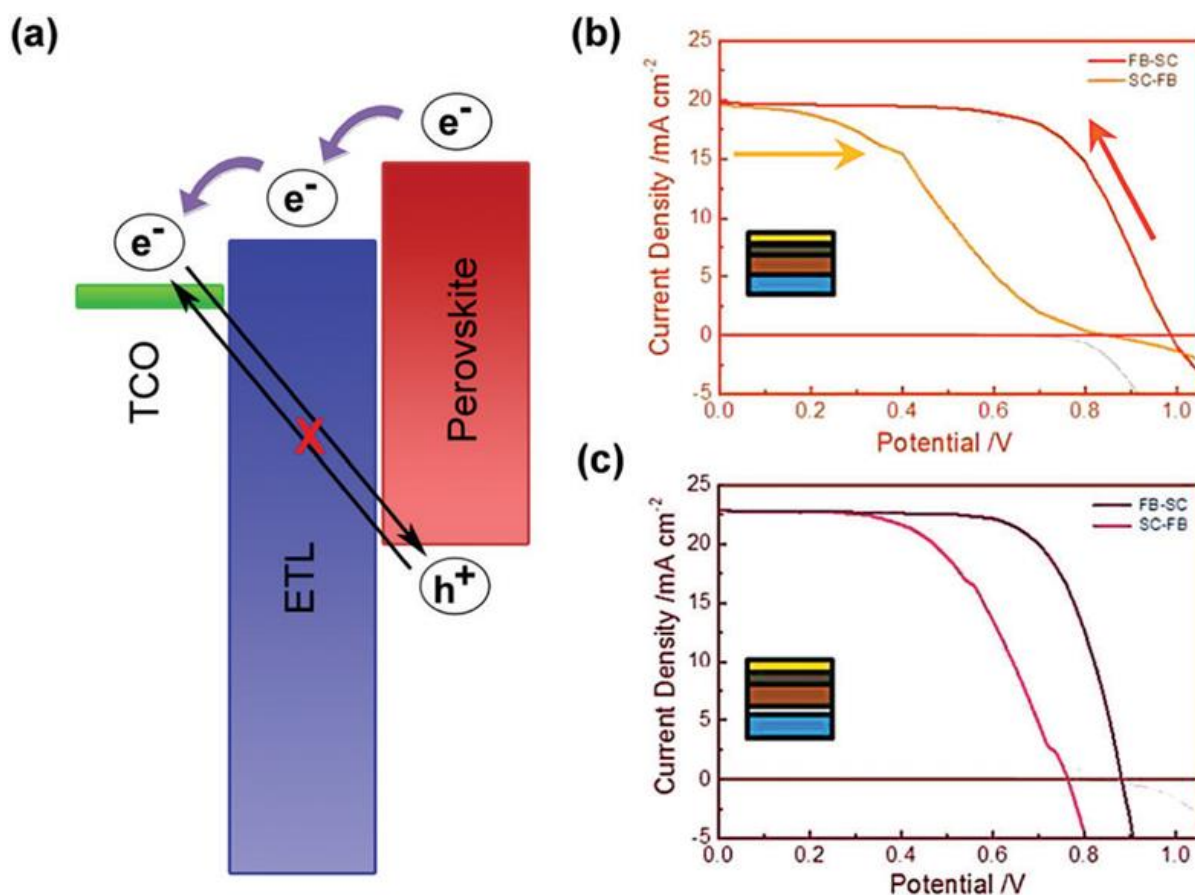 (a)
e⁻
e⁻
e⁻
TCO
ETL
Perovskite
X
h⁺
(b)
25
20
15
10
5
0
-5
Current Density /mA cm⁻²
FB-SC
SC-FB
0.0 0.2 0.4 0.6 0.8 1.0
Potential /V
(c)
25
20
15
10
5
0
-5
Current Density /mA cm⁻²
FB-SC
SC-FB
0.0 0.2 0.4 0.6 0.8 1.0
Potential /V